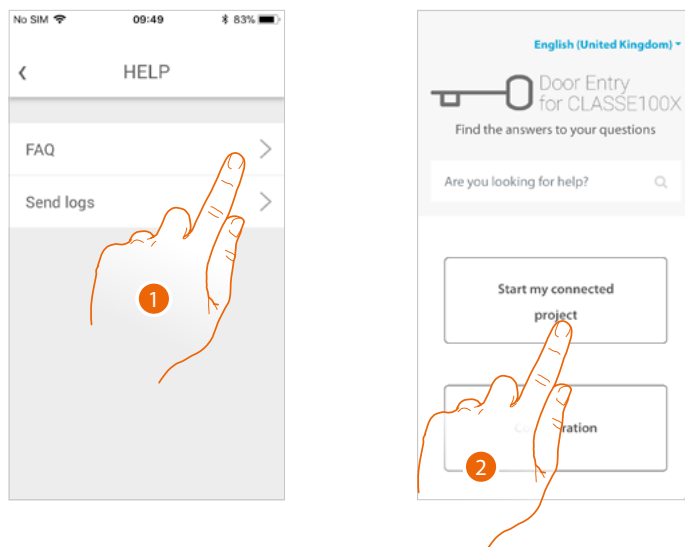 No SIM 09:49 83%
HELP
FAQ
Send logs
1
English (United Kingdom)
Door Entry
for CLASSE100X
Find the answers to your questions
Are you looking for help?
Start my connected
project
ration
2